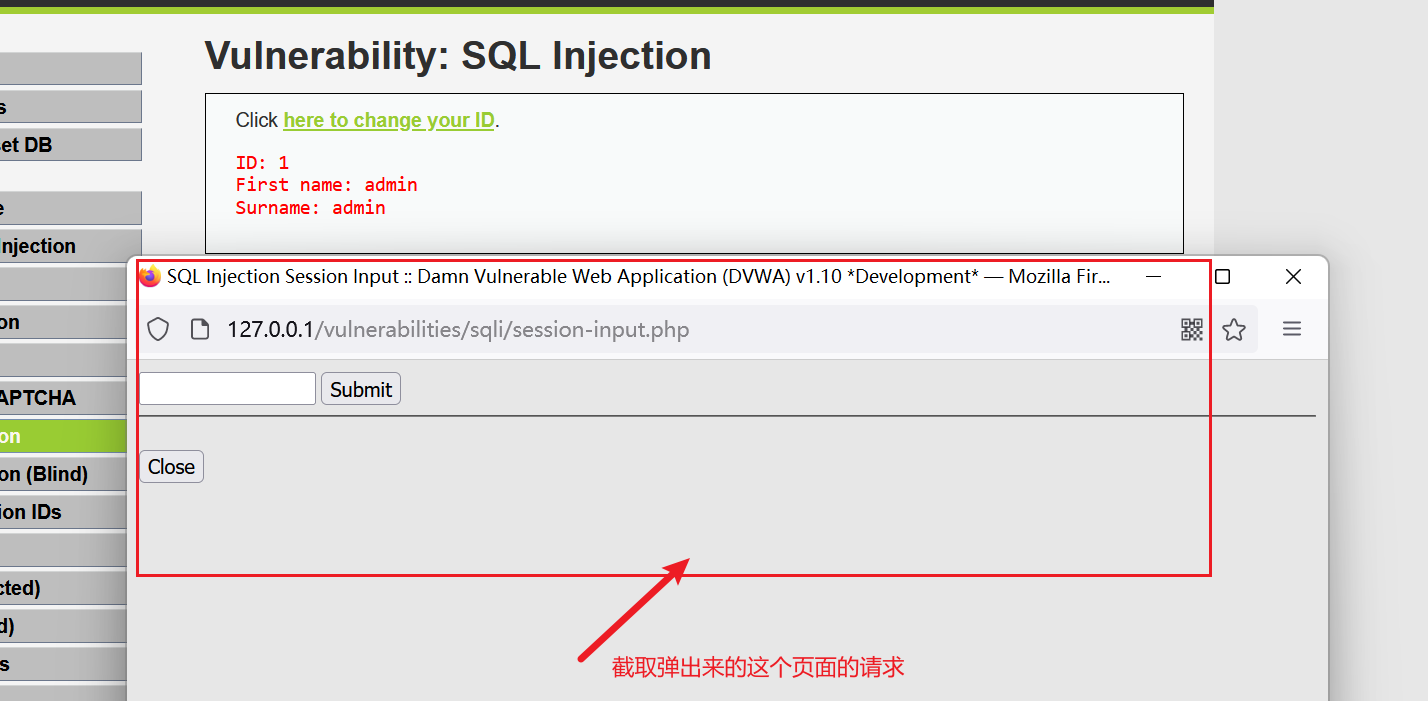 Vulnerability: SQL Injection
Click here to change your ID.
ID: 1
First name: admin
Surname: admin
s
et DB
e
Injection
on
APTCHA
on
on (Blind)
ion IDs
cted)
d)
s
SQL Injection Session Input :: Damn Vulnerable Web Application (DVWA) v1.10 *Development* — Mozilla Fir...
127.0.0.1/vulnerabilities/sqli/session-input.php
Submit
Close
截取弹出来的这个页面的请求